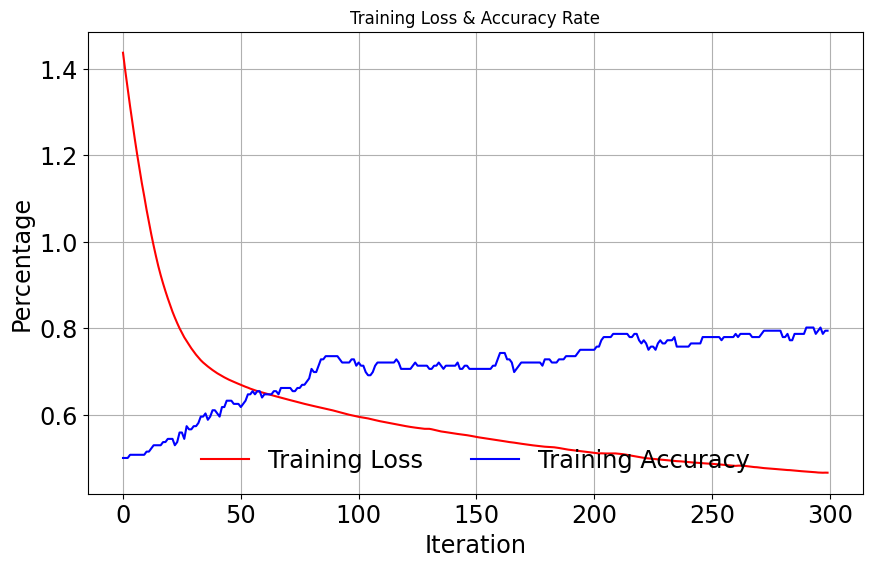 Training Loss & Accuracy Rate
Percentage
1.4
1.2
1.0
0.8
0.6
Training Loss
Training Accuracy
0 50 100 150 200 250 300
Iteration